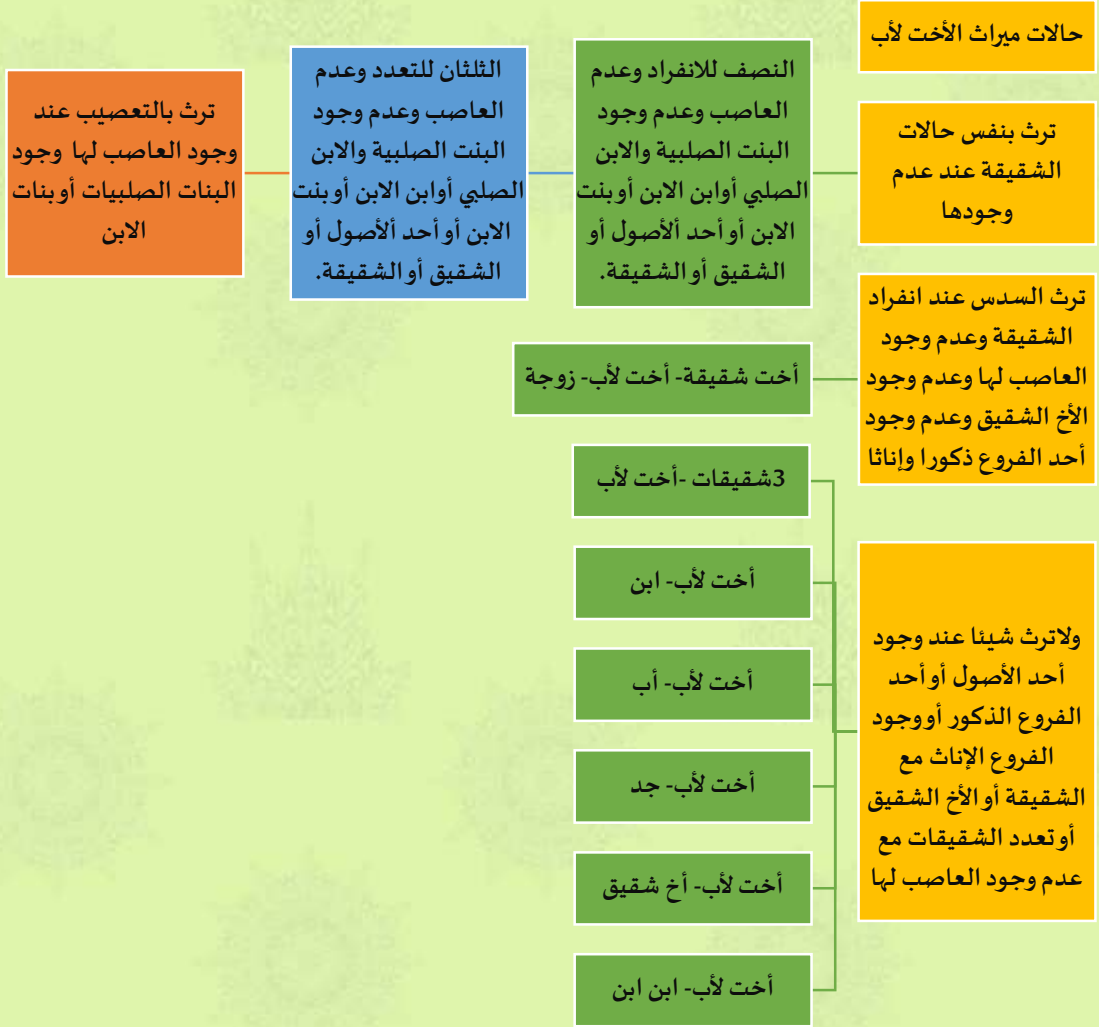 حالات ميراث الأخت لأب
ترث بنفس حالات
الشقيقة عند عدم
وجودها
النصف للانفراد وعدم
العاصب وعدم وجود
البنت الصلبية والابن
الصلبي أوابن الابن أوبنت
الابن أو أحد ألأصول أو
الشقيق أو الشقيقة.
الثلثان للتعدد وعدم
العاصب وعدم وجود
البنت الصلبية والابن
الصلبي أوابن الابن أوبنت
الابن أو أحد ألأصول أو
الشقيق أو الشقيقة.
ترث بالتعصيب عند
وجود العاصب لها وجود
البنات الصلبيات أوبنات
الابن
ترث السدس عند انفراد
الشقيقة وعدم وجود
العاصب لها وعدم وجود
الأخ الشقيق وعدم وجود
أحد الفروع ذكورا وإناثا
أخت شقيقة- أخت لأب- زوجة
ولاترث شيئا عند وجود
أحد الأصول أو أحد
الفروع الذكور أووجود
الفروع الإناث مع
الشقيقة أو الأخ الشقيق
أوتعدد الشقيقات مع
عدم وجود العاصب لها
3شقيقات -أخت لأب
أخت لأب- ابن
أخت لأب- أب
أخت لأب- جد
أخت لأب- أخ شقيق
أخت لأب- ابن ابن